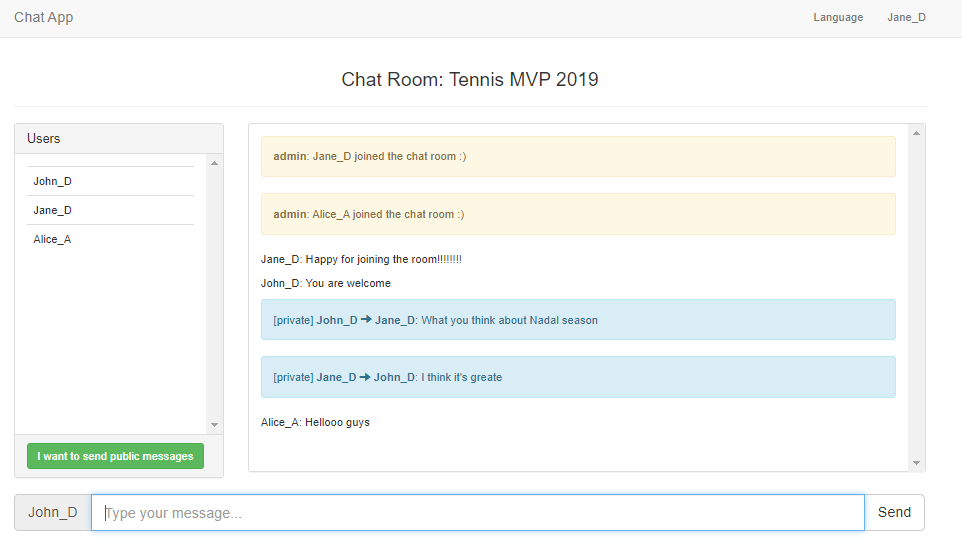 Chat App
Language
Jane_D
Chat Room: Tennis MVP 2019
Users
John_D
Jane_D
Alice_A
I want to send public messages
admin: Jane_D joined the chat room :)
admin: Alice_A joined the chat room :)
Jane_D: Happy for joining the room!!!!!!!!
John_D: You are welcome
[private] John_D ➔ Jane_D: What you think about Nadal season
[private] Jane_D ➔ John_D: I think it's greate
Alice_A: Hellooo guys
John_D
Type your message...
Send